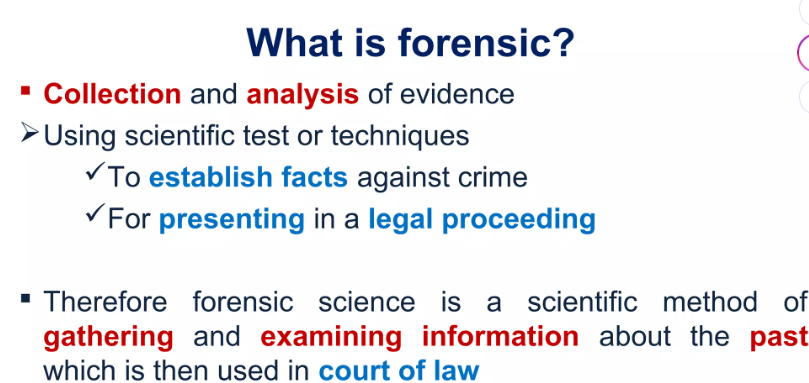 What is forensic?
▪ Collection and analysis of evidence
➢Using scientific test or techniques
✓To establish facts against crime
✓For presenting in a legal proceeding
▪ Therefore forensic science is a scientific method of
gathering and examining information about the past
which is then used in court of law